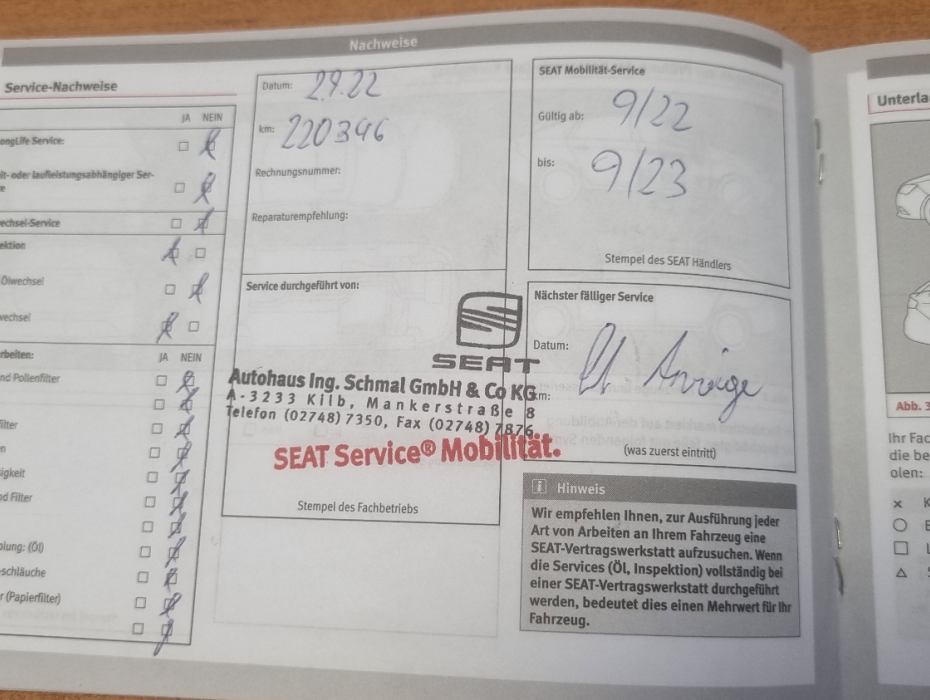 Nachweise
Service-Nachweise
JA NEIN
ongLife Service:
it- oder laufleistungsabhängiger Ser-
e
echsel-Service
ektion
Ölwechsel
wechsel
rbeiten:
JA NEIN
nd Pollenfilter
ilter
en
igkeit
nd Filter
olung: (Öl)
schläuche
r (Papierfilter)
Datum: 2.9.22
km: 220346
Rechnungsnummer:
Reparaturempfehlung:
Service durchgeführt von:
SEAT
Autohaus Ing. Schmal GmbH & Co KG
A-3233 Kilb, Mankerstraße 8
Telefon (02748) 7350, Fax (02748) 7876
SEAT Service® Mobilität.
Stempel des Fachbetriebs
SEAT Mobilität-Service
Gültig ab: 9/22
bis: 9/23
Stempel des SEAT Händlers
Nächster fälliger Service
Datum: lt. Anzeige
km:
(was zuerst eintritt)
i Hinweis
Wir empfehlen Ihnen, zur Ausführung jeder
Art von Arbeiten an Ihrem Fahrzeug eine
SEAT-Vertragswerkstatt aufzusuchen. Wenn
die Services (Öl, Inspektion) vollständig bei
einer SEAT-Vertragswerkstatt durchgeführt
werden, bedeutet dies einen Mehrwert für Ihr
Fahrzeug.
Unterla
Abb. 3
Ihr Fac
die be
olen: